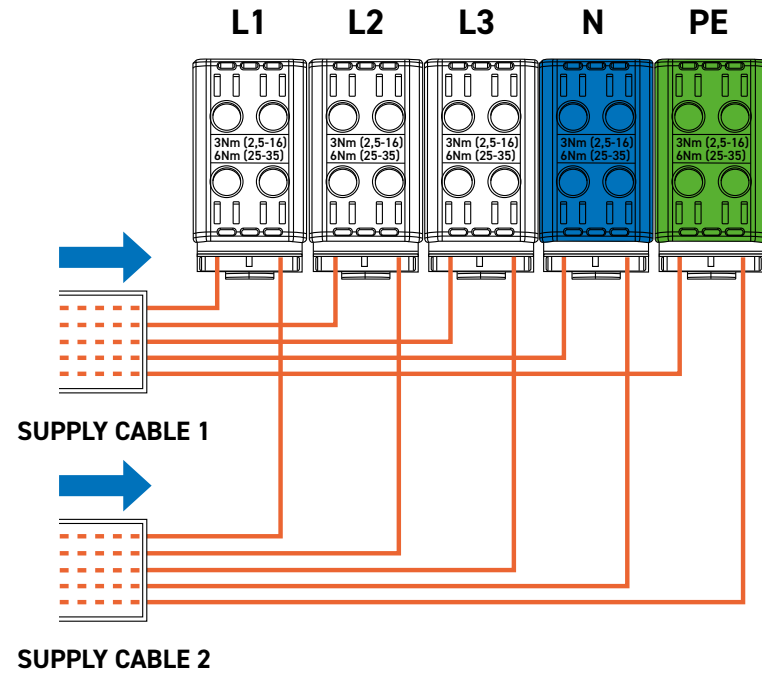 L1 L2 L3 N PE
3Nm (2,5-16) 3Nm (2,5-16) 3Nm (2,5-16) 3Nm (2,5-16) 3Nm (2,5-16)
6Nm (25-35) 6Nm (25-35) 6Nm (25-35) 6Nm (25-35) 6Nm (25-35)
SUPPLY CABLE 1
SUPPLY CABLE 2